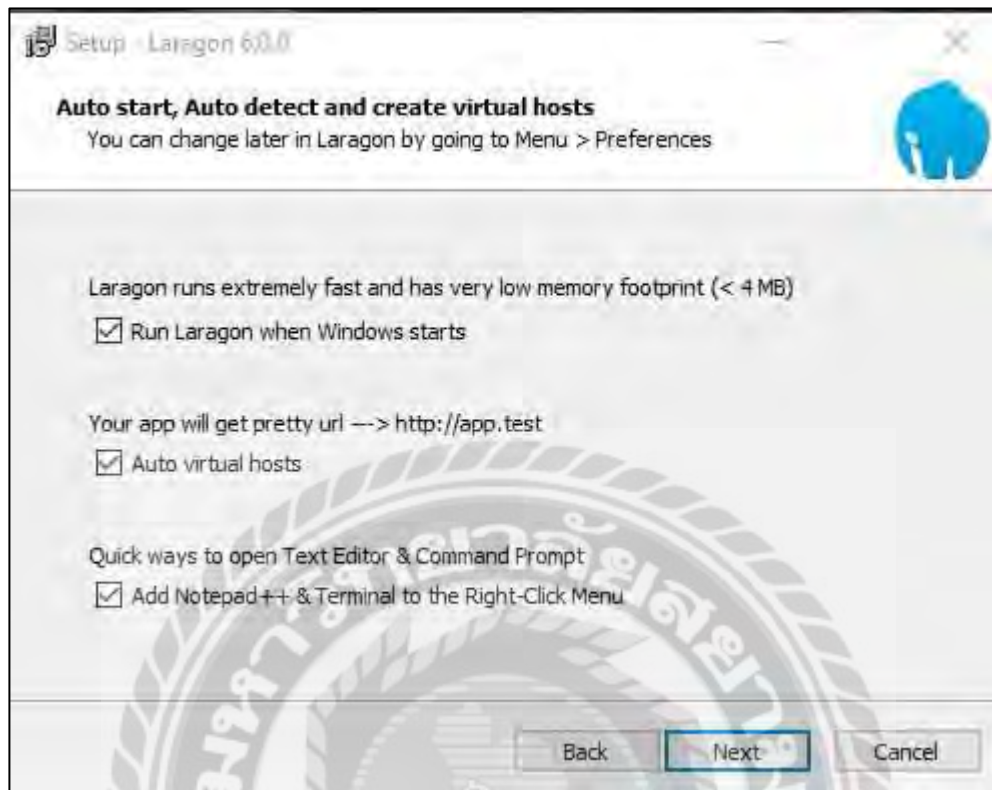 Setup - Laragon 6.0.0
Auto start, Auto detect and create virtual hosts
You can change later in Laragon by going to Menu > Preferences
Laragon runs extremely fast and has very low memory footprint (< 4 MB)
Run Laragon when Windows starts
Your app will get pretty url ---> http://app.test
Auto virtual hosts
Quick ways to open Text Editor & Command Prompt
Add Notepad++ & Terminal to the Right-Click Menu
Back Next Cancel